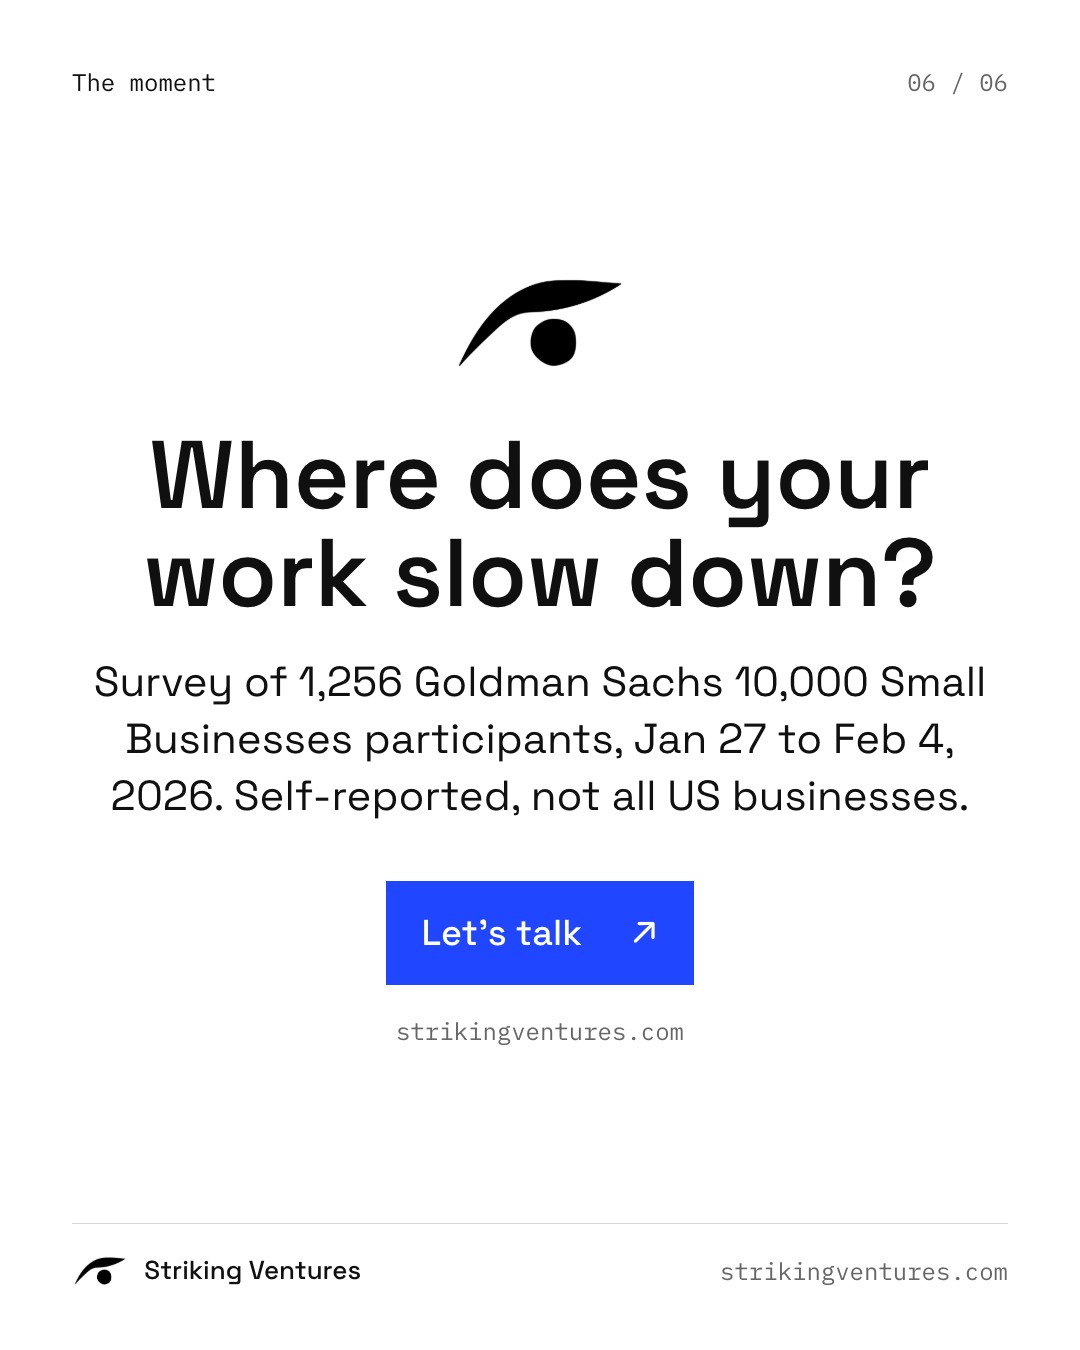 The moment
06 / 06
Where does your
work slow down?
Survey of 1,256 Goldman Sachs 10,000 Small
Businesses participants, Jan 27 to Feb 4,
2026. Self-reported, not all US businesses.
Let’s talk
strikingventures.com
Striking Ventures
strikingventures.com